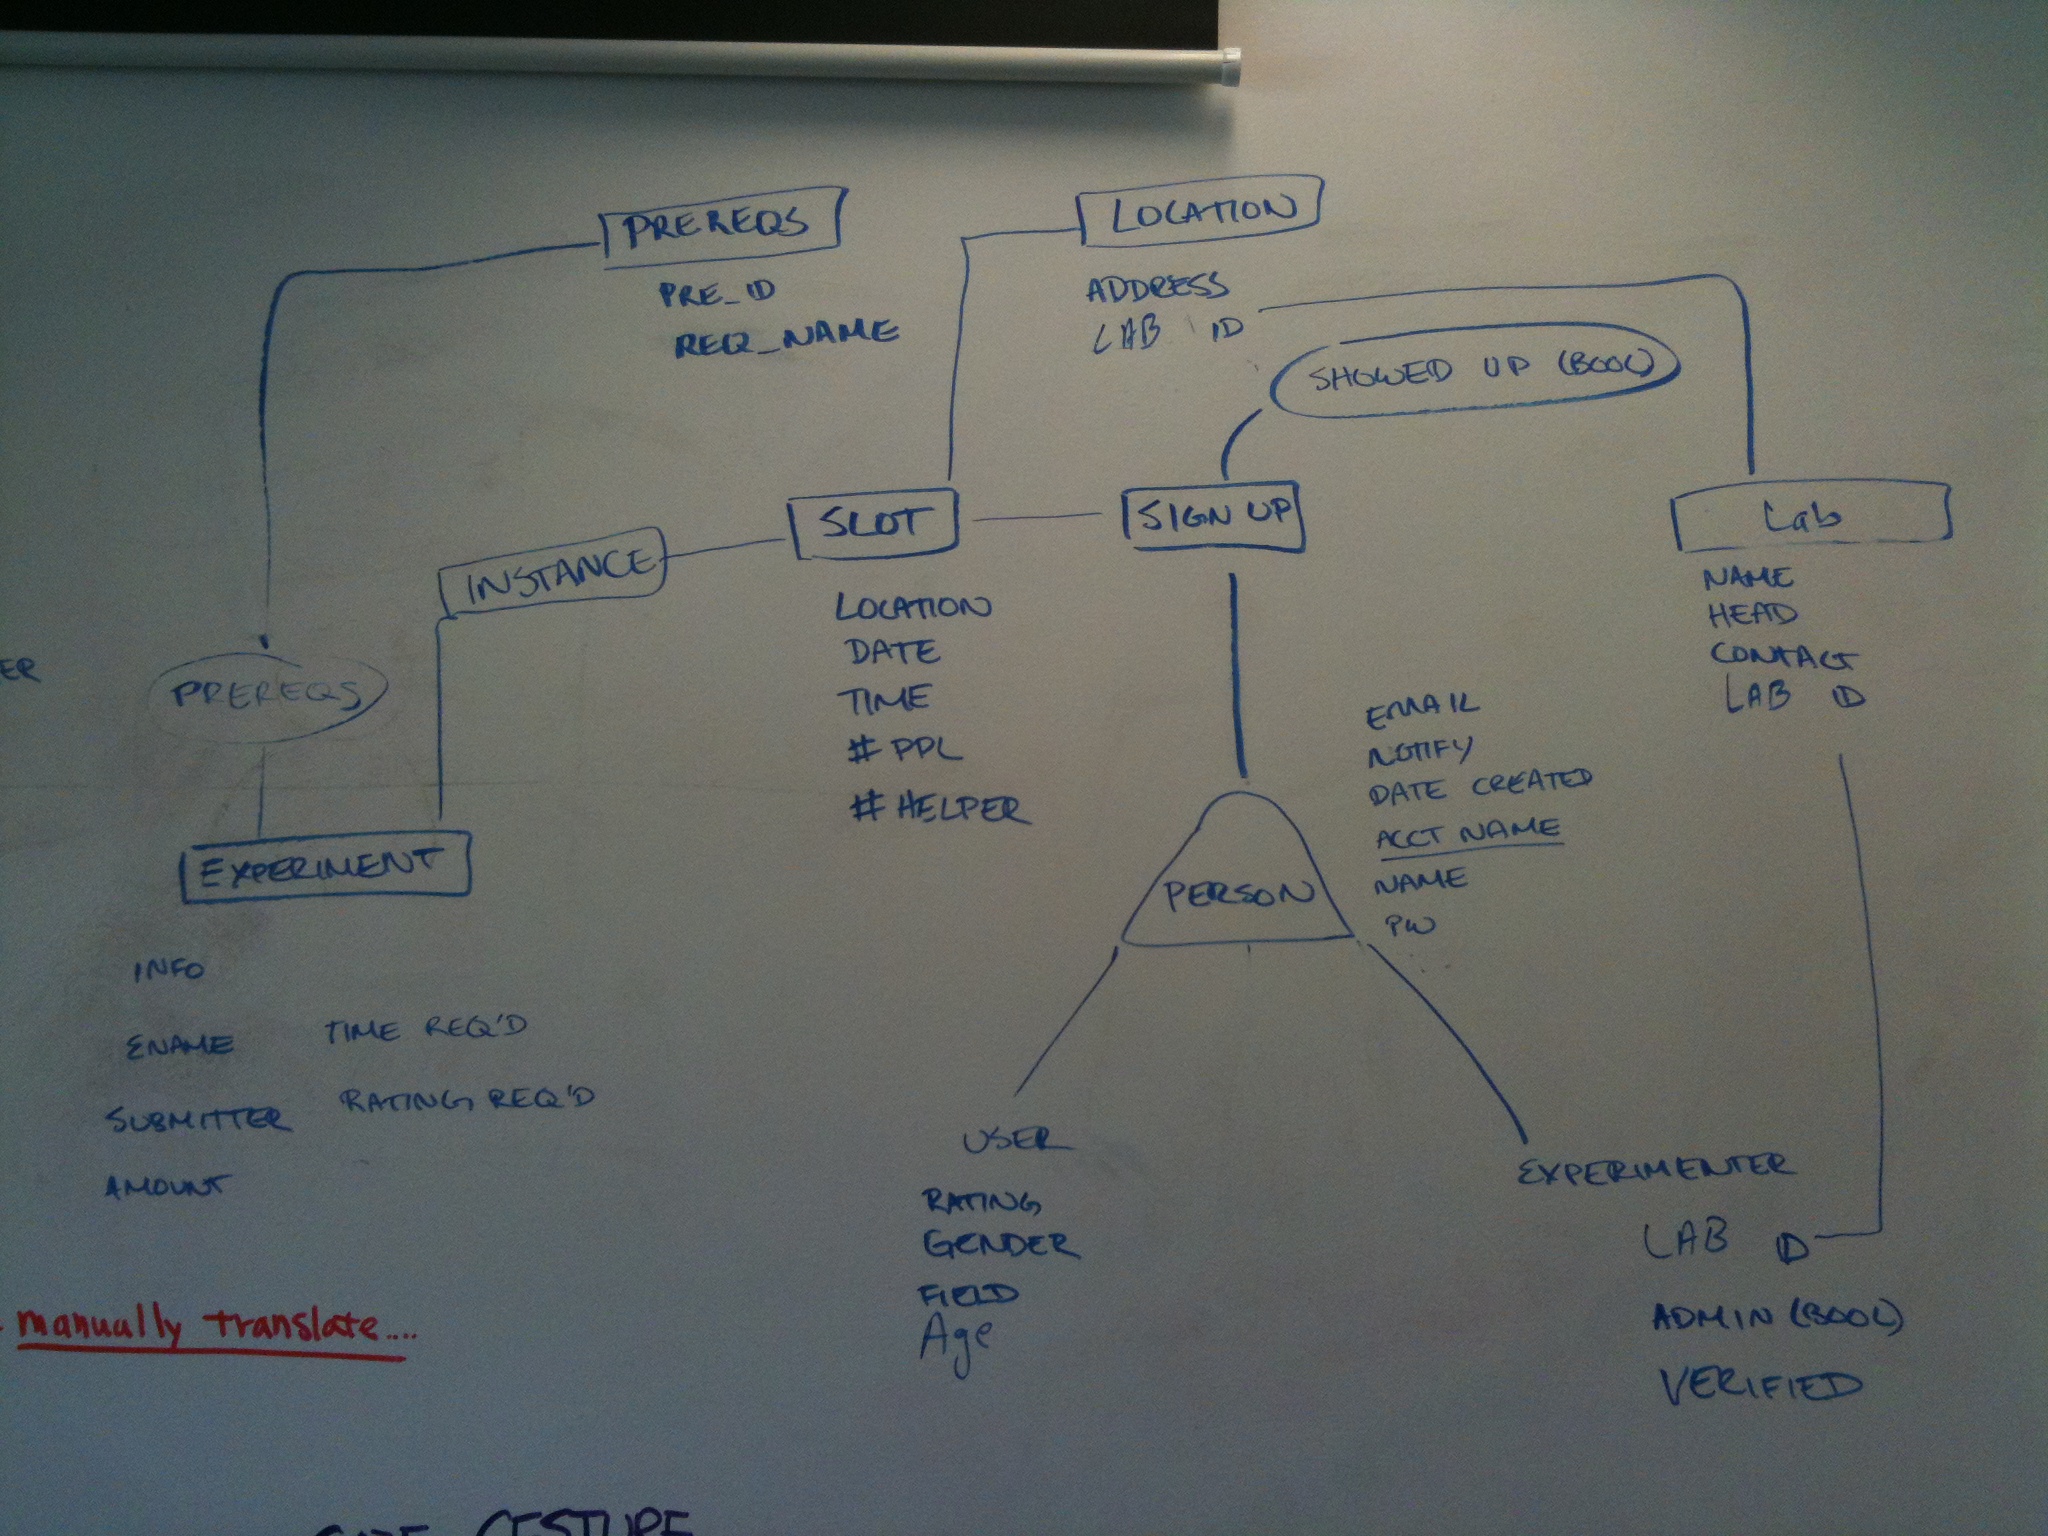 PREREQS
PRE_ID
REQ_NAME
LOCATION
ADDRESS
LAB ID
SHOWED UP (BOOL)
INSTANCE
SLOT
LOCATION
DATE
TIME
# PPL
# HELPER
SIGN UP
Lab
NAME
HEAD
CONTACT
LAB ID
ER
PREREQS
EXPERIMENT
INFO
ENAME
TIME REQ'D
SUBMITTER
RATING REQ'D
AMOUNT
PERSON
EMAIL
NOTIFY
DATE CREATED
ACCT NAME
NAME
PW
USER
RATING
GENDER
FIELD
Age
EXPERIMENTER
LAB ID
ADMIN (BOOL)
VERIFIED
manually translate....
GESTURE